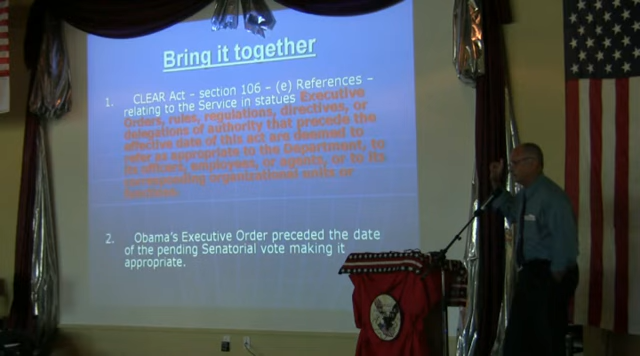 Bring it together
1. CLEAR Act – section 106 – (e) References –
relating to the Service in statues Executive
Orders, rules, regulations, directives, or
delegations of authority that precede the
effective date of this act are deemed to
refer as appropriate to the Department, to
its officers, employees, or agents, or to its
corresponding organizational units or
functions.
2. Obama's Executive Order preceded the date
of the pending Senatorial vote making it
appropriate.